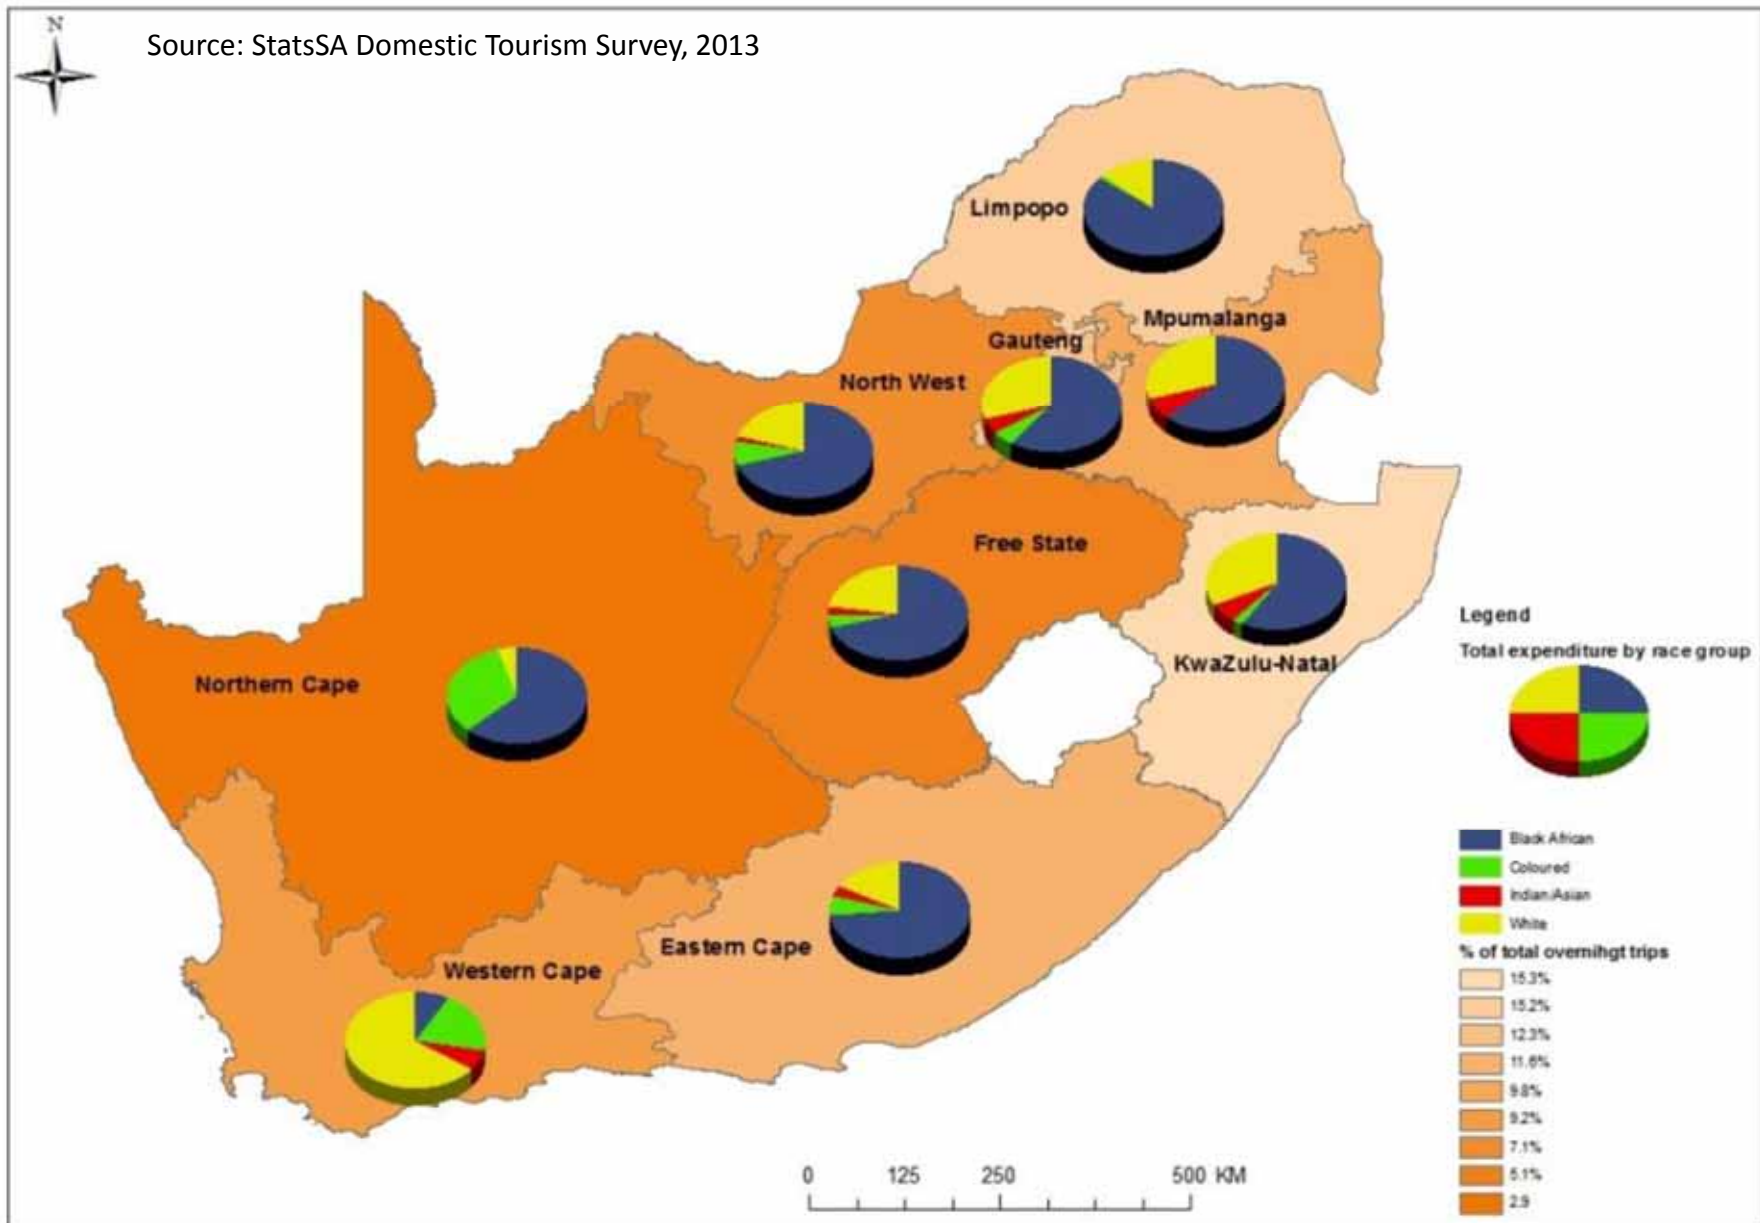 N
Source: StatsSA Domestic Tourism Survey, 2013
Limpopo
Mpumalanga
Gauteng
North West
Free State
KwaZulu-Natal
Northern Cape
Eastern Cape
Western Cape
Legend
Total expenditure by race group
Black African
Coloured
Indian/Asian
White
% of total overnihgt trips
15.3%
15.2%
12.3%
11.6%
9.8%
9.2%
7.1%
5.1%
2.9
0 125 250 500 KM